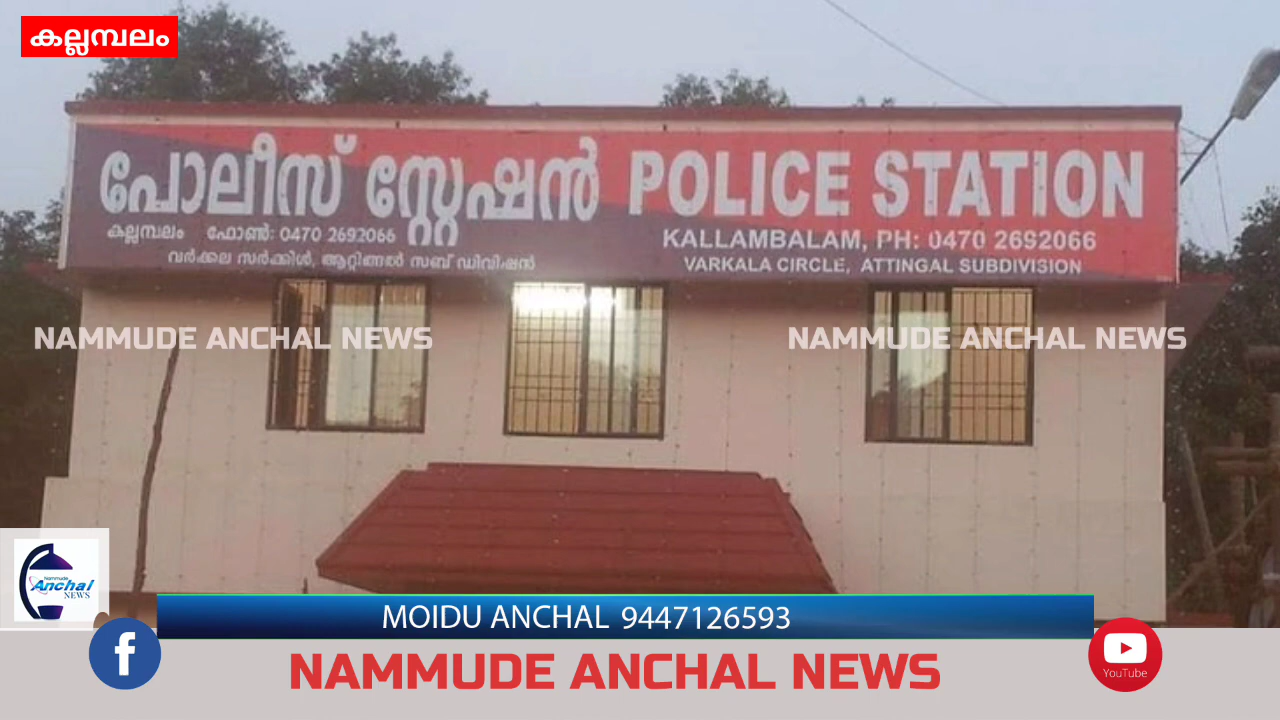 കല്ലമ്പലം
പോലീസ് സ്റ്റേഷൻ POLICE STATION
കല്ലമ്പലം ഫോൺ: 0470 2692066
KALLAMBALAM, PH: 0470 2692066
വർക്കല സർക്കിൾ, ആറ്റിങ്ങൽ സബ് ഡിവിഷൻ
VARKALA CIRCLE, ATTINGAL SUBDIVISION
NAMMUDE ANCHAL NEWS
NAMMUDE ANCHAL NEWS
Nammude
Anchal
NEWS
MOIDU ANCHAL 9447126593
NAMMUDE ANCHAL NEWS
YouTube